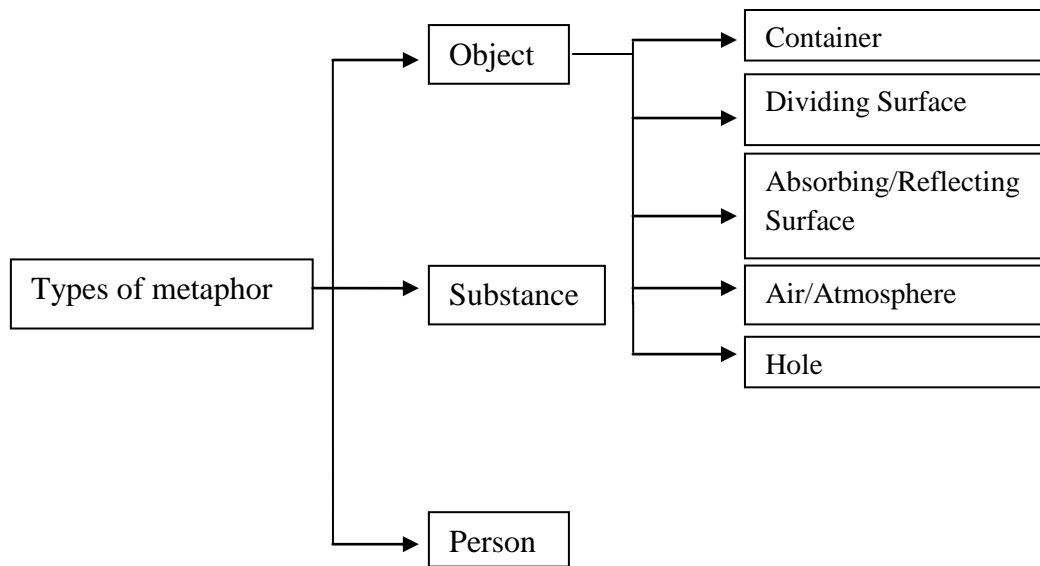 Types of metaphor
Object
Substance
Person
Container
Dividing Surface
Absorbing/Reflecting
Surface
Air/Atmosphere
Hole